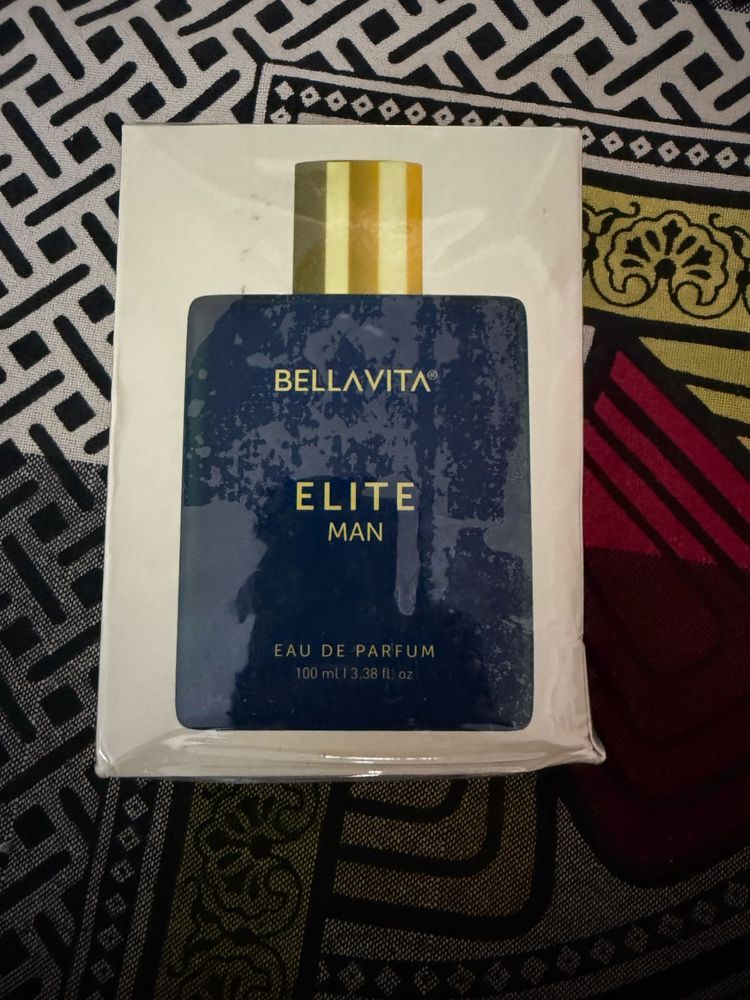 BELLAVITA®
ELITE
MAN
EAU DE PARFUM
100 ml | 3.38 fl. oz